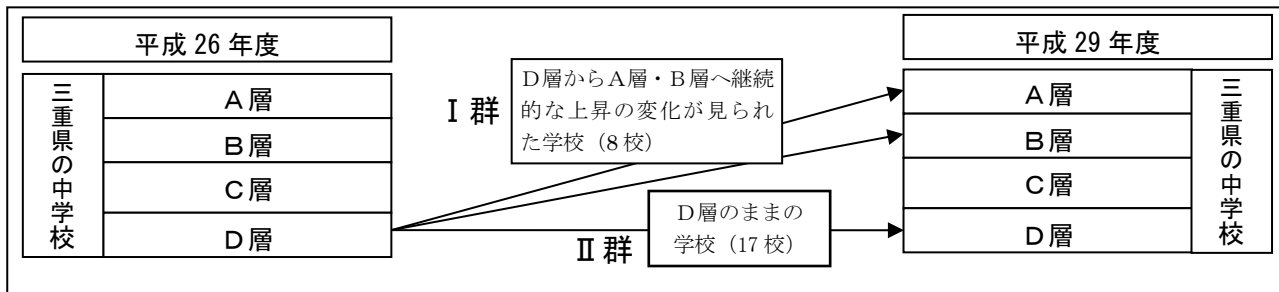 平成 26 年度
三重県の中学校
A層
B層
C層
D層
Ⅰ群
D層からA層・B層へ継続
的な上昇の変化が見られ
た学校（8 校）
Ⅱ群
D層のままの
学校（17 校）
平成 29 年度
A層
B層
C層
D層
三重県の中学校